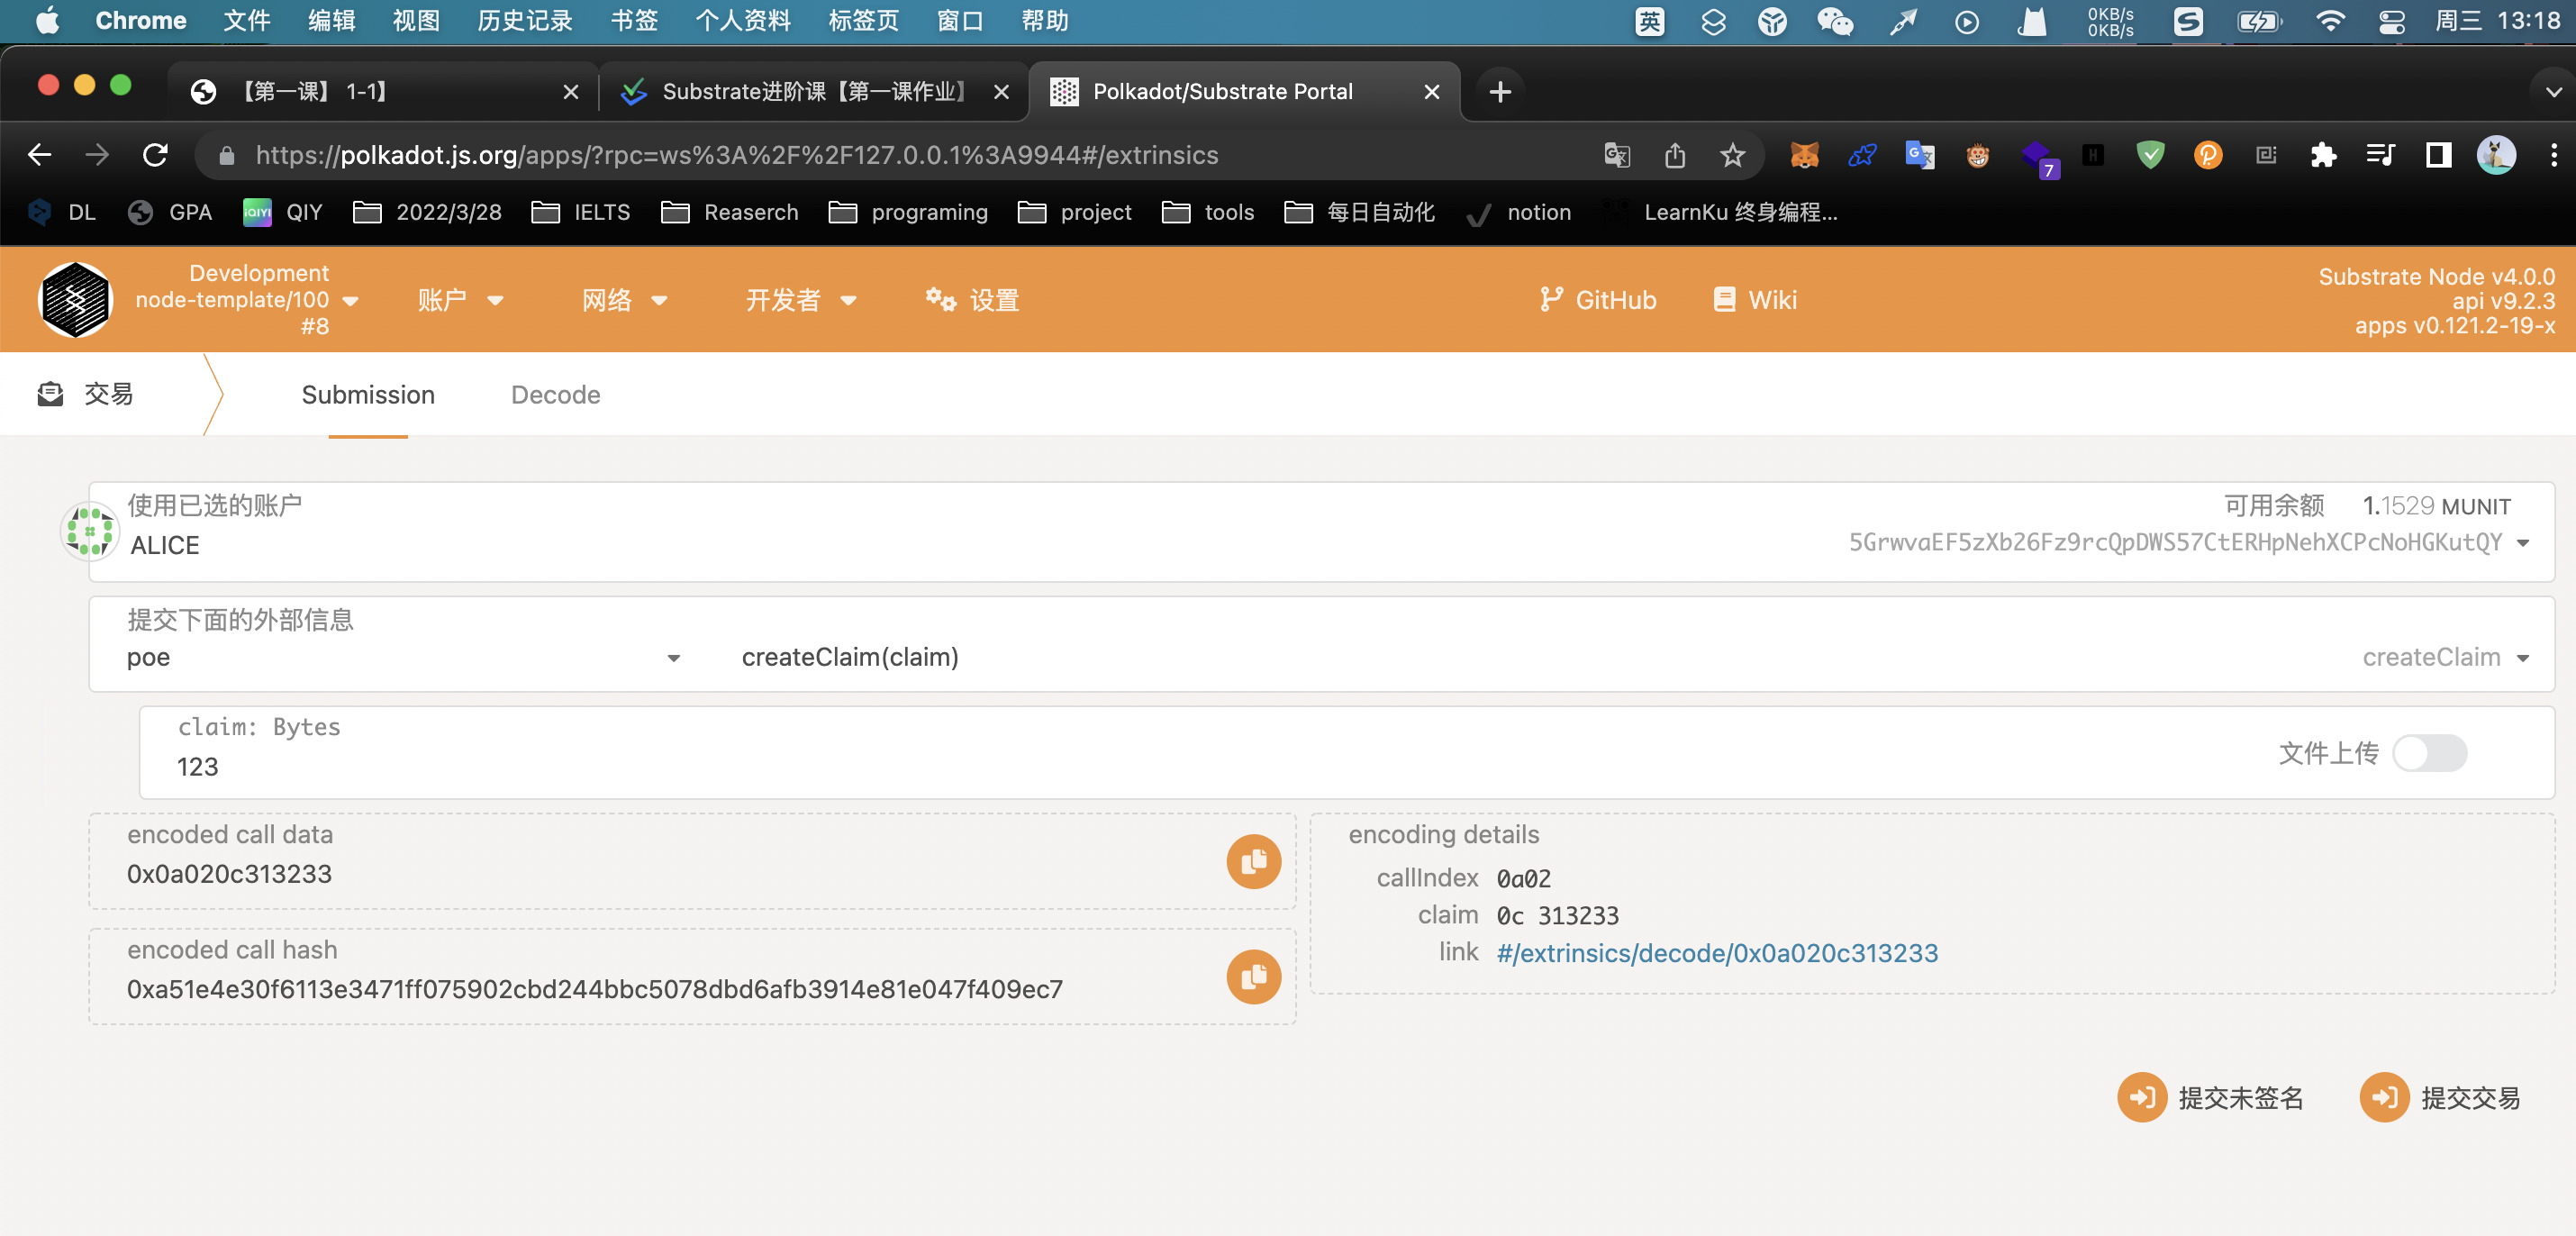 Chrome 文件 编辑 视图 历史记录 书签 个人资料 标签页 窗口 帮助 英 0KB/s 0KB/s 周三 13:18
【第一课】 1-1】 Substrate进阶课【第一课作业】 Polkadot/Substrate Portal
https://polkadot.js.org/apps/?rpc=ws%3A%2F%2F127.0.0.1%3A9944#/extrinsics 7
DL GPA QIY 2022/3/28 IELTS Reaserch programing project tools 每日自动化 notion LearnKu 终身编程...
Development
node-template/100
#8
账户 网络 开发者 设置 GitHub Wiki
Substrate Node v4.0.0
api v9.2.3
apps v0.121.2-19-x
交易 Submission Decode
使用已选的账户
ALICE
可用余额 1.1529 MUNIT
5GrwvaEF5zXb26Fz9rcQpDWS57CtERHpNehXCPcNoHGKutQY
提交下面的外部信息
poe createClaim(claim) createClaim
claim: Bytes
123
文件上传
encoded call data
0x0a020c313233
encoded call hash
0xa51e4e30f6113e3471ff075902cbd244bbc5078dbd6afb3914e81e047f409ec7
encoding details
callIndex 0a02
claim 0c 313233
link #/extrinsics/decode/0x0a020c313233
提交未签名 提交交易